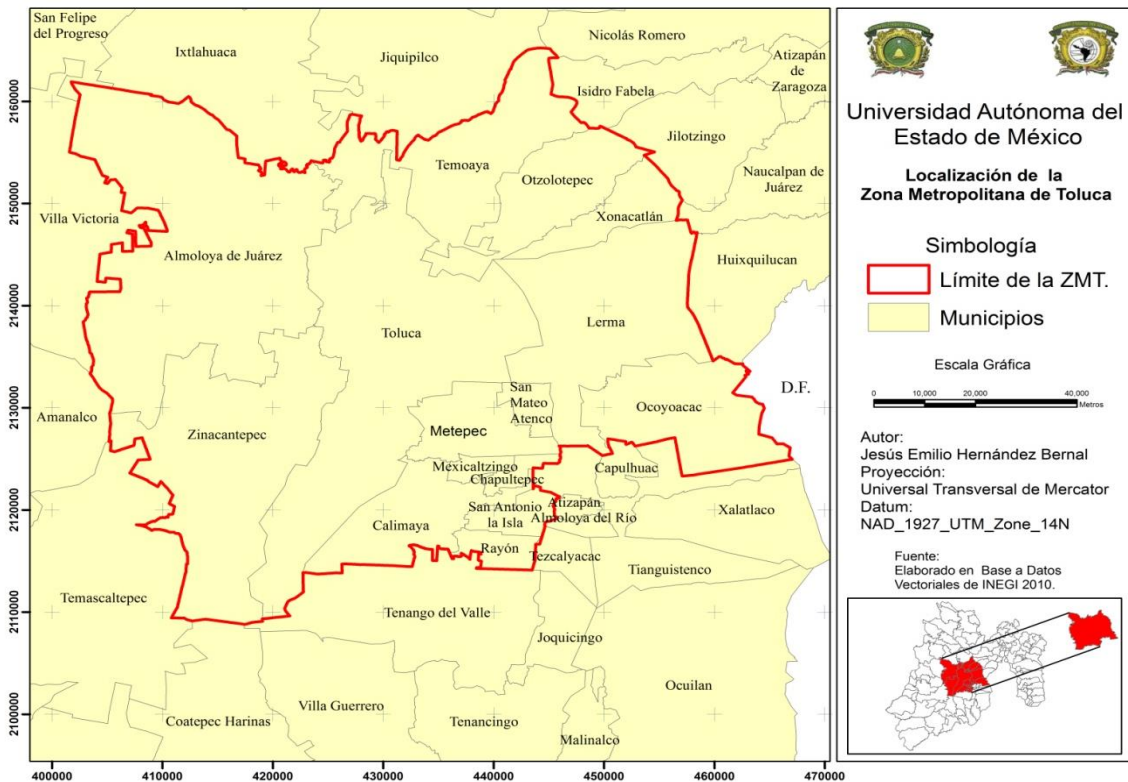 San Felipe
del Progreso
Ixtlahuaca
Jiquipilco
Nicolás Romero
Atizapán
de
Zaragoza
Isidro Fabela
Jilotzingo
Temoaya
Otzolotepec
Naucalpan de
Juárez
Villa Victoria
Xonacatlán
Almoloya de Juárez
Huixquilucan
Toluca
Lerma
D.F.
San
Mateo
Atenco
Ocoyoacac
Amanalco
Zinacantepec
Metepec
Mexicaltzingo
Chapultepec
Capulhuac
San Antonio
la Isla
Atizapán
Almoloya del Río
Xalatlaco
Calimaya
Rayón
Tezcalyacac
Tianguistenco
Temascaltepec
Tenango del Valle
Joquicingo
Ocuilan
Coatepec Harinas
Villa Guerrero
Tenancingo
Malinalco
2160000
2150000
2140000
2130000
2120000
2110000
2100000
400000
410000
420000
430000
440000
450000
460000
470000
Universidad Autónoma del
Estado de México
Localización de la
Zona Metropolitana de Toluca
Simbología
Límite de la ZMT.
Municipios
Escala Gráfica
0 10,000 20,000 40,000
Metros
Autor:
Jesús Emilio Hernández Bernal
Proyección:
Universal Transversal de Mercator
Datum:
NAD_1927_UTM_Zone_14N
Fuente:
Elaborado en Base a Datos
Vectoriales de INEGI 2010.